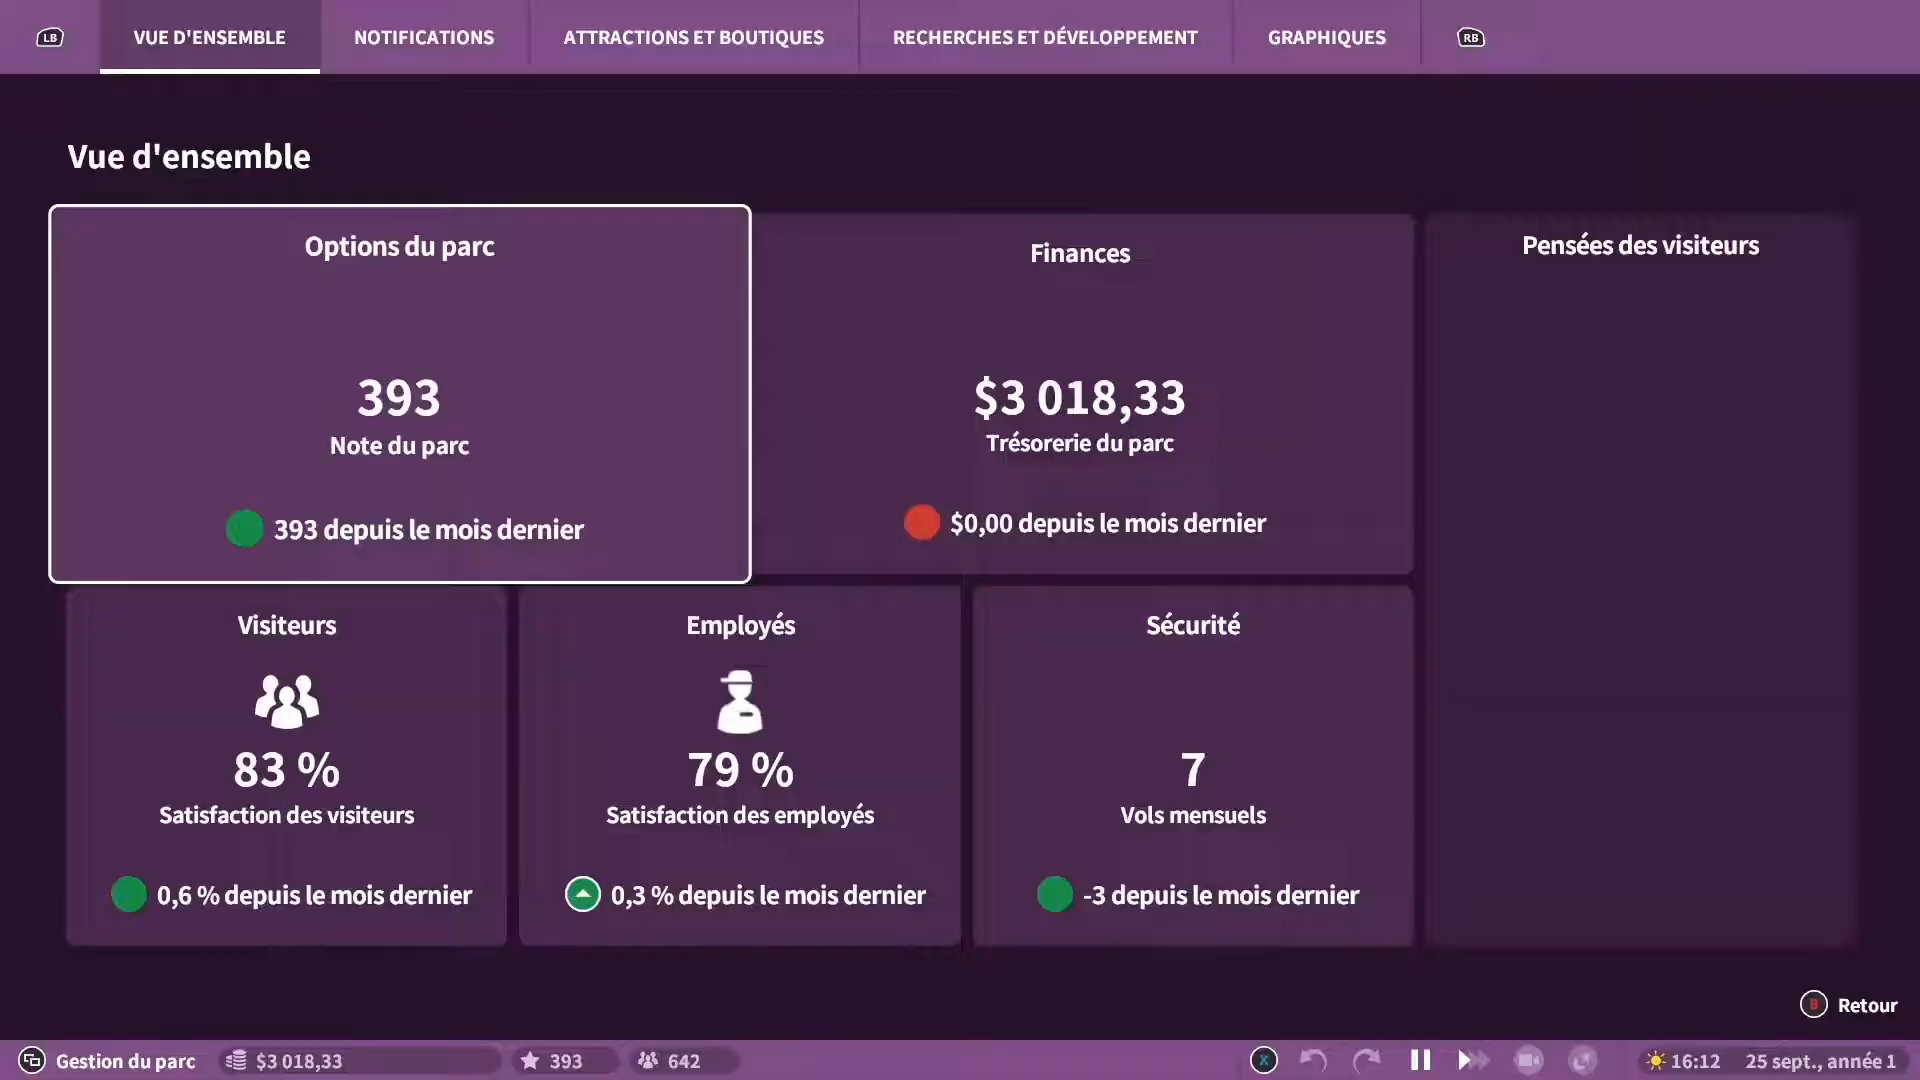 LB
VUE D'ENSEMBLE
NOTIFICATIONS
ATTRACTIONS ET BOUTIQUES
RECHERCHES ET DÉVELOPPEMENT
GRAPHIQUES
RB
Vue d'ensemble
Options du parc
393
Note du parc
393 depuis le mois dernier
Finances
$3 018,33
Trésorerie du parc
$0,00 depuis le mois dernier
Pensées des visiteurs
Visiteurs
83 %
Satisfaction des visiteurs
0,6 % depuis le mois dernier
Employés
79 %
Satisfaction des employés
0,3 % depuis le mois dernier
Sécurité
7
Vols mensuels
-3 depuis le mois dernier
B Retour
Gestion du parc
$3 018,33
393
642
X
16:12
25 sept., année 1